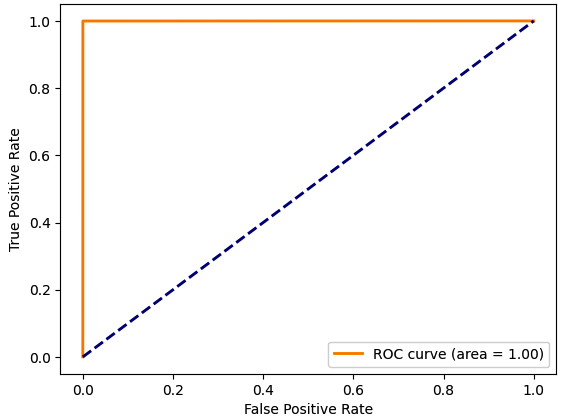 1.0
0.8
0.6
0.4
0.2
0.0
True Positive Rate
ROC curve (area = 1.00)
0.0 0.2 0.4 0.6 0.8 1.0
False Positive Rate